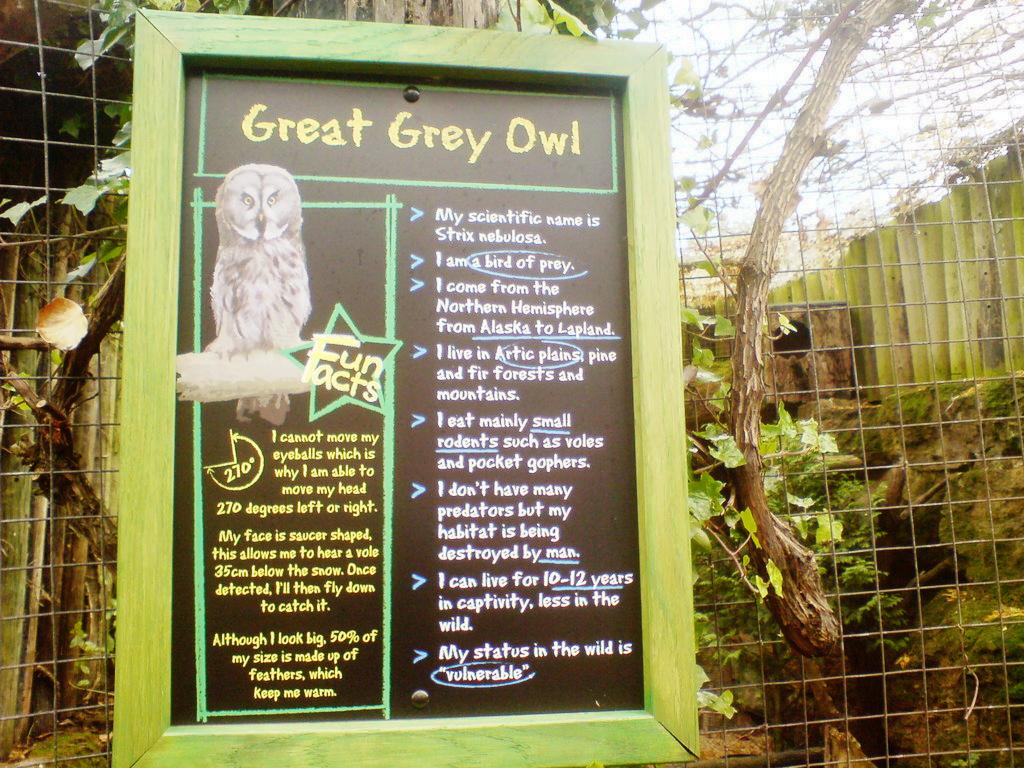 Great Grey Owl
Fun
Facts
270°
I cannot move my
eyeballs which is
why I am able to
move my head
270 degrees left or right.
My face is saucer shaped,
this allows me to hear a vole
35cm below the snow. Once
detected, I'll then fly down
to catch it.
Although I look big, 50% of
my size is made up of
feathers, which
keep me warm.
> My scientific name is
Strix nebulosa.
> I am a bird of prey.
> I come from the
Northern Hemisphere
from Alaska to Lapland.
> I live in Artic plains, pine
and fir forests and
mountains.
> I eat mainly small
rodents such as voles
and pocket gophers.
> I don't have many
predators but my
habitat is being
destroyed by man.
> I can live for 10-12 years
in captivity, less in the
wild.
> My status in the wild is
"vulnerable".